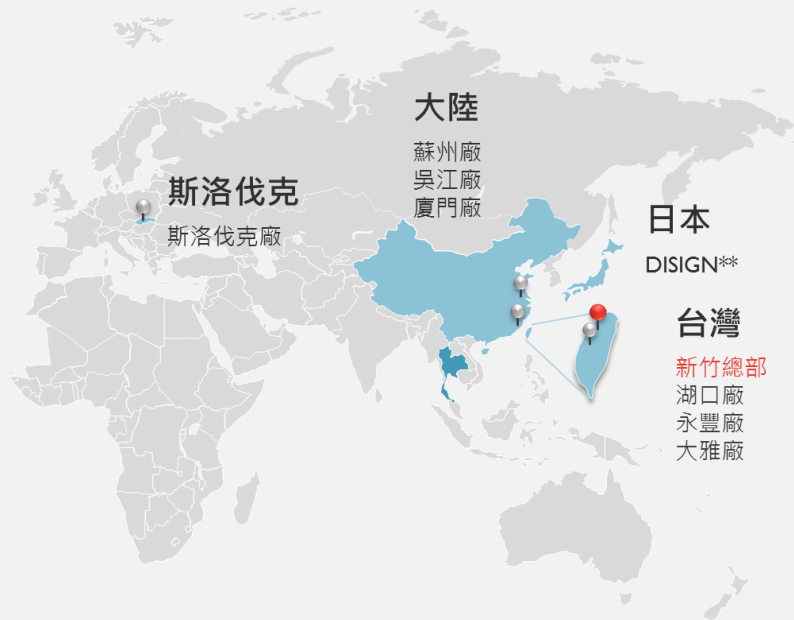 大陸
蘇州廠
吳江廠
廈門廠
斯洛伐克
斯洛伐克廠
日本
DISIGN**
台灣
新竹總部
湖口廠
永豐廠
大雅廠